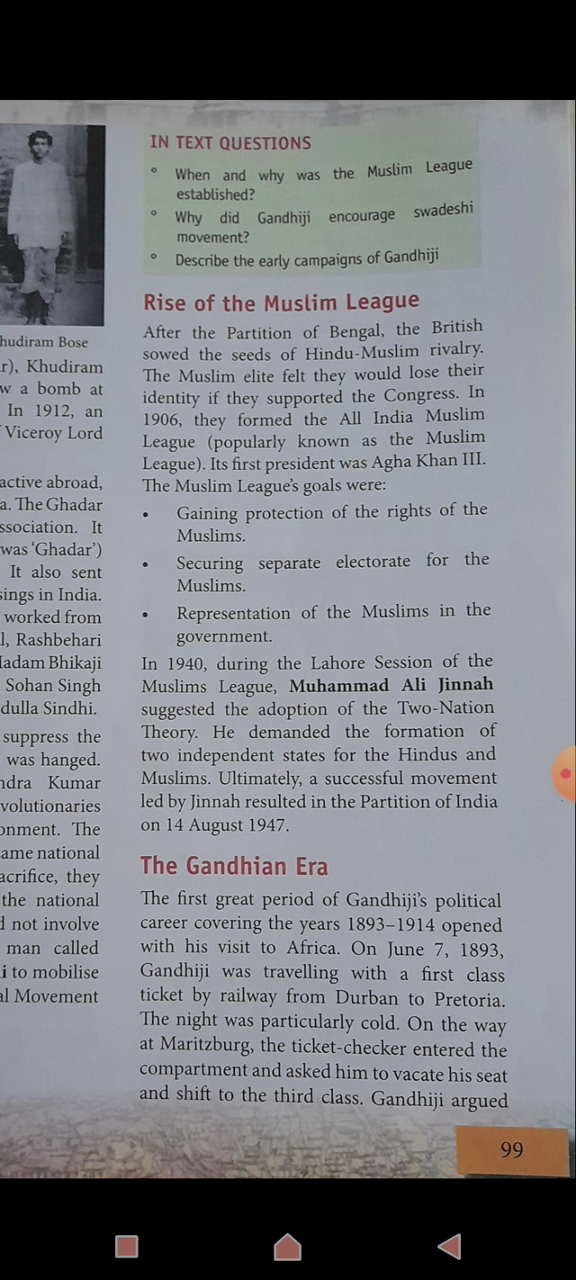 hudiram Bose
r), Khudiram
w a bomb at
In 1912, an
Viceroy Lord
active abroad,
a. The Ghadar
ssociation. It
was ‘Ghadar’)
It also sent
sings in India.
worked from
l, Rashbehari
Madam Bhikaji
Sohan Singh
dulla Sindhi.
suppress the
was hanged.
ndra Kumar
volutionaries
onment. The
ame national
acrifice, they
the national
d not involve
man called
i to mobilise
al Movement
IN TEXT QUESTIONS
° When and why was the Muslim League
established?
° Why did Gandhiji encourage swadeshi
movement?
° Describe the early campaigns of Gandhiji
Rise of the Muslim League
After the Partition of Bengal, the British
sowed the seeds of Hindu-Muslim rivalry.
The Muslim elite felt they would lose their
identity if they supported the Congress. In
1906, they formed the All India Muslim
League (popularly known as the Muslim
League). Its first president was Agha Khan III.
The Muslim League’s goals were:
• Gaining protection of the rights of the
Muslims.
• Securing separate electorate for the
Muslims.
• Representation of the Muslims in the
government.
In 1940, during the Lahore Session of the
Muslims League, Muhammad Ali Jinnah
suggested the adoption of the Two-Nation
Theory. He demanded the formation of
two independent states for the Hindus and
Muslims. Ultimately, a successful movement
led by Jinnah resulted in the Partition of India
on 14 August 1947.
The Gandhian Era
The first great period of Gandhiji’s political
career covering the years 1893–1914 opened
with his visit to Africa. On June 7, 1893,
Gandhiji was travelling with a first class
ticket by railway from Durban to Pretoria.
The night was particularly cold. On the way
at Maritzburg, the ticket-checker entered the
compartment and asked him to vacate his seat
and shift to the third class. Gandhiji argued
99